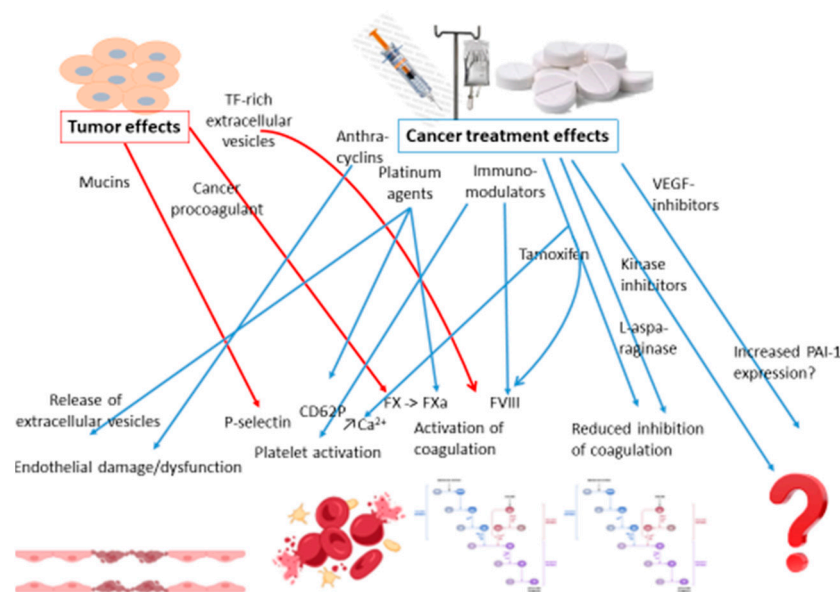 Tumor effects
TF-rich
extracellular
vesicles
Cancer treatment effects
Anthra-
cyclins
Platinum
agents
Immuno-
modulators
VEGF-
inhibitors
Mucins
Cancer
procoagulant
Tamoxifen
Kinase
inhibitors
L-aspa-
raginase
Increased PAI-1
expression?
Release of
extracellular vesicles
P-selectin
CD62P
↗Ca²⁺
FX -> FXa
FVIII
Endothelial damage/dysfunction
Platelet activation
Activation of
coagulation
Reduced inhibition
of coagulation
?